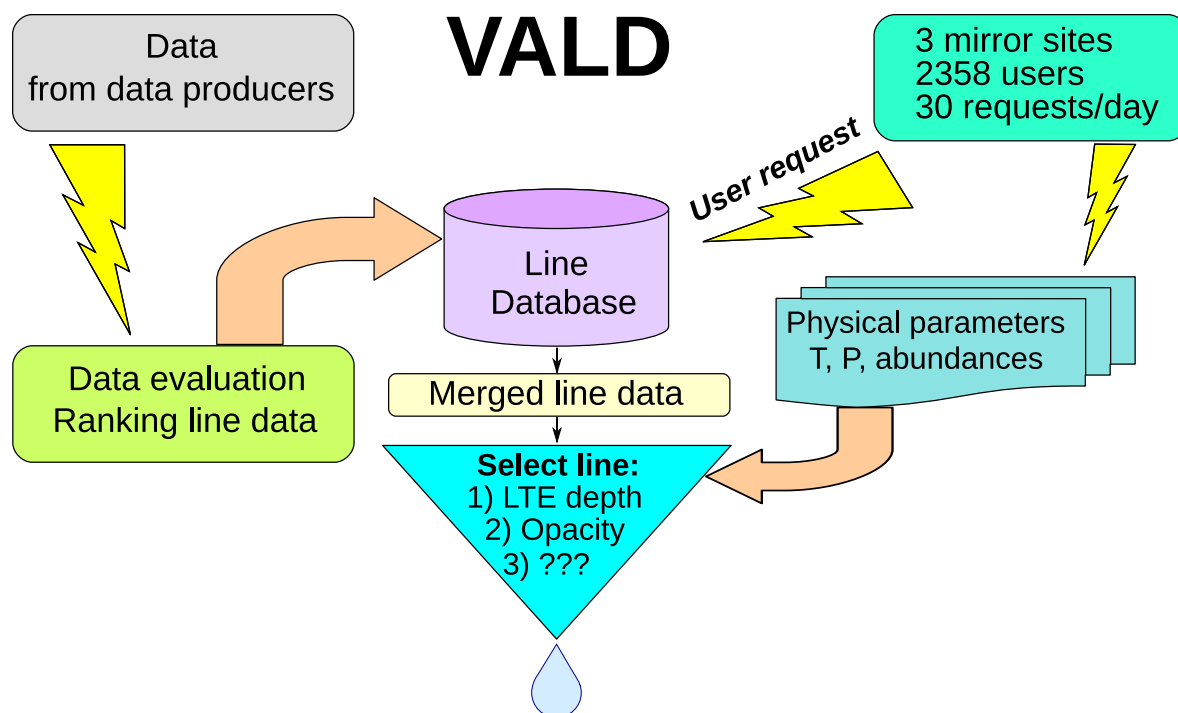 VALD
Data
from data producers
3 mirror sites
2358 users
30 requests/day
User request
Line
Database
Physical parameters
T, P, abundances
Data evaluation
Ranking line data
Merged line data
Select line:
1) LTE depth
2) Opacity
3) ???